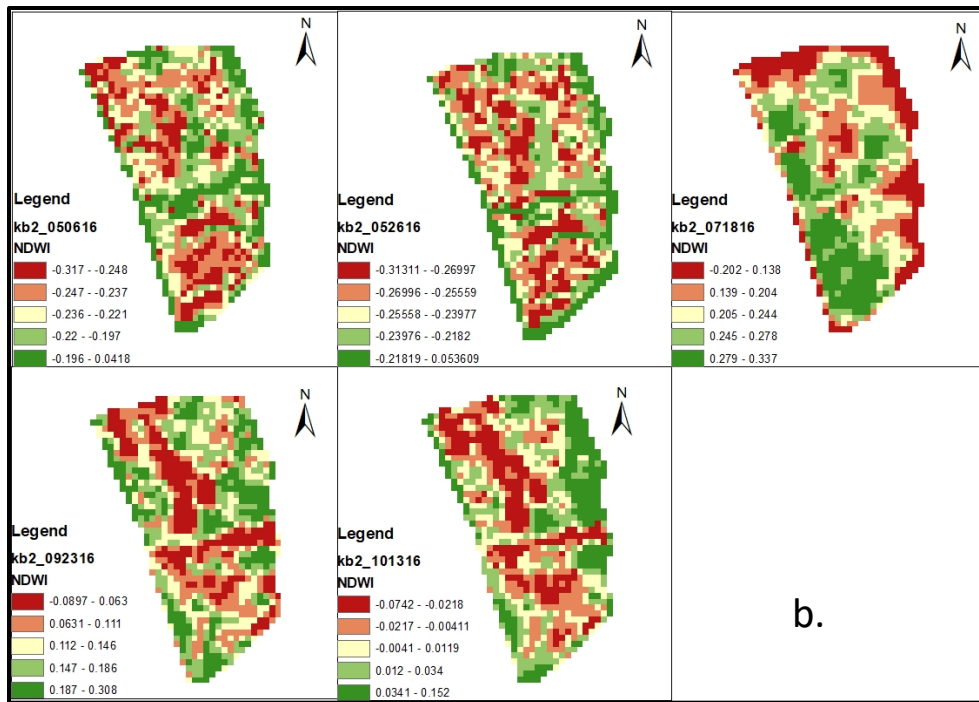 N
Legend
kb2_050616
NDWI
-0.317 - -0.248
-0.247 - -0.237
-0.236 - -0.221
-0.22 - -0.197
-0.196 - 0.0418
N
Legend
kb2_052616
NDWI
-0.31311 - -0.26997
-0.26996 - -0.25559
-0.25558 - -0.23977
-0.23976 - -0.2182
-0.21819 - 0.053609
N
Legend
kb2_071816
NDWI
-0.202 - 0.138
0.139 - 0.204
0.205 - 0.244
0.245 - 0.278
0.279 - 0.337
N
Legend
kb2_092316
NDWI
-0.0897 - 0.063
0.0631 - 0.111
0.112 - 0.146
0.147 - 0.186
0.187 - 0.308
N
Legend
kb2_101316
NDWI
-0.0742 - -0.0218
-0.0217 - -0.00411
-0.0041 - 0.0119
0.012 - 0.034
0.0341 - 0.152
b.